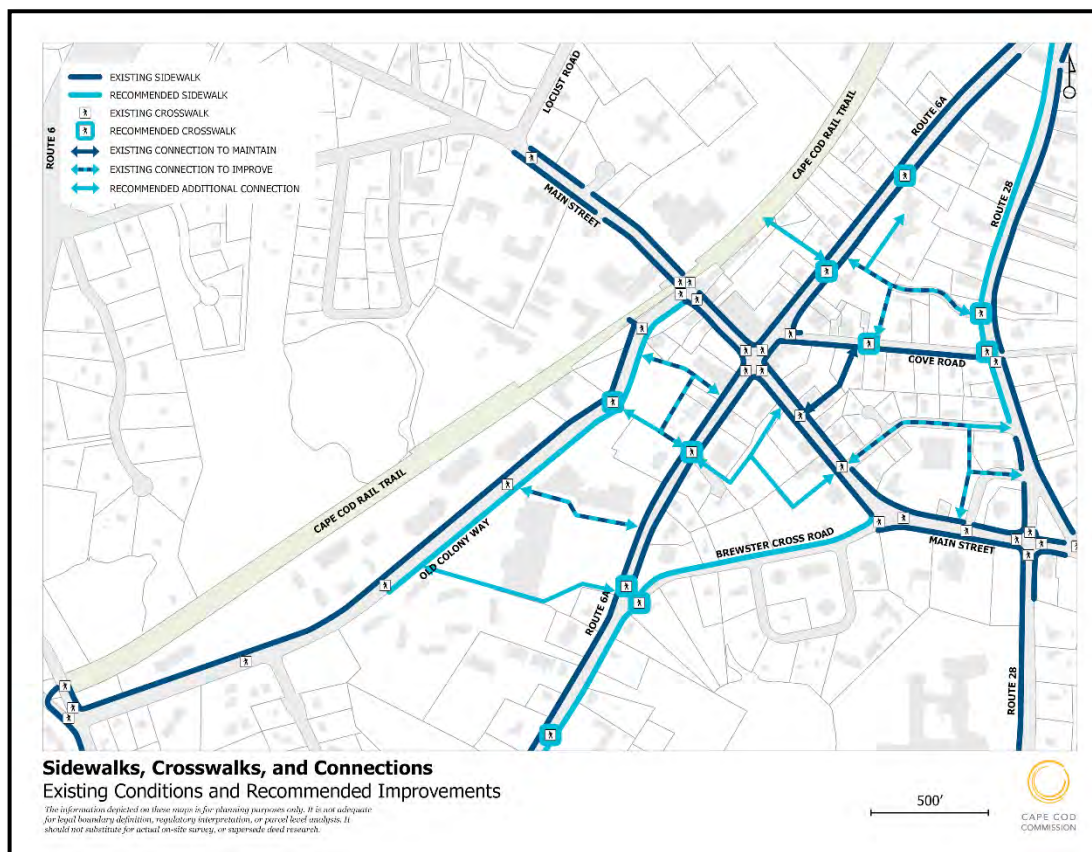 EXISTING SIDEWALK
RECOMMENDED SIDEWALK
EXISTING CROSSWALK
RECOMMENDED CROSSWALK
EXISTING CONNECTION TO MAINTAIN
EXISTING CONNECTION TO IMPROVE
RECOMMENDED ADDITIONAL CONNECTION
ROUTE 6
LOCUST ROAD
MAIN STREET
CAPE COD RAIL TRAIL
ROUTE 6A
ROUTE 28
COVE ROAD
CAPE COD RAIL TRAIL
OLD COLONY WAY
BREWSTER CROSS ROAD
MAIN STREET
ROUTE 6A
ROUTE 28
Sidewalks, Crosswalks, and Connections
Existing Conditions and Recommended Improvements
The information depicted on these maps is for planning purposes only. It is not adequate
for legal boundary definition, regulatory interpretation, or parcel level analysis. It
should not substitute for actual on-site survey, or supersede deed research.
500'
CAPE COD
COMMISSION